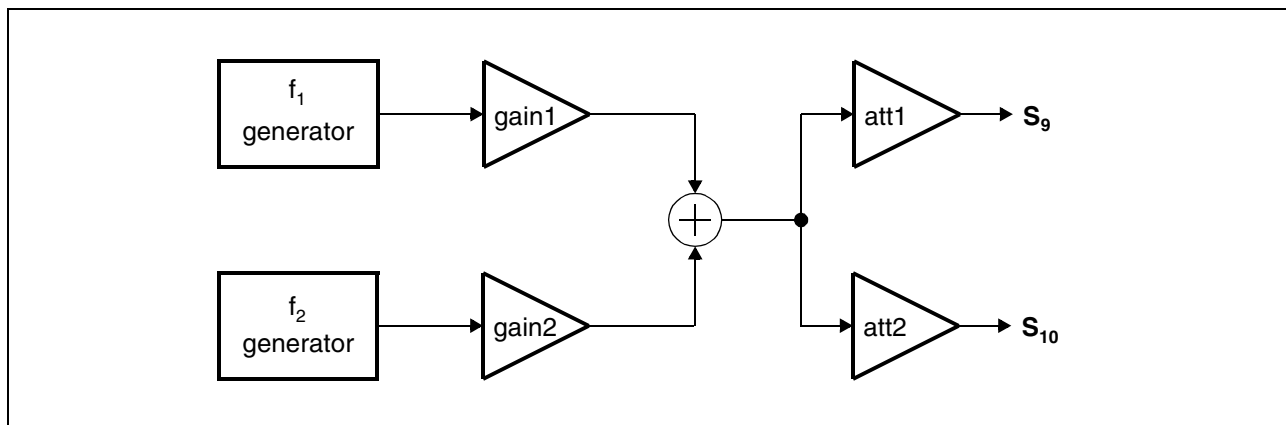 f₁
generator
gain1
att1
S₉
f₂
generator
gain2
att2
S₁₀